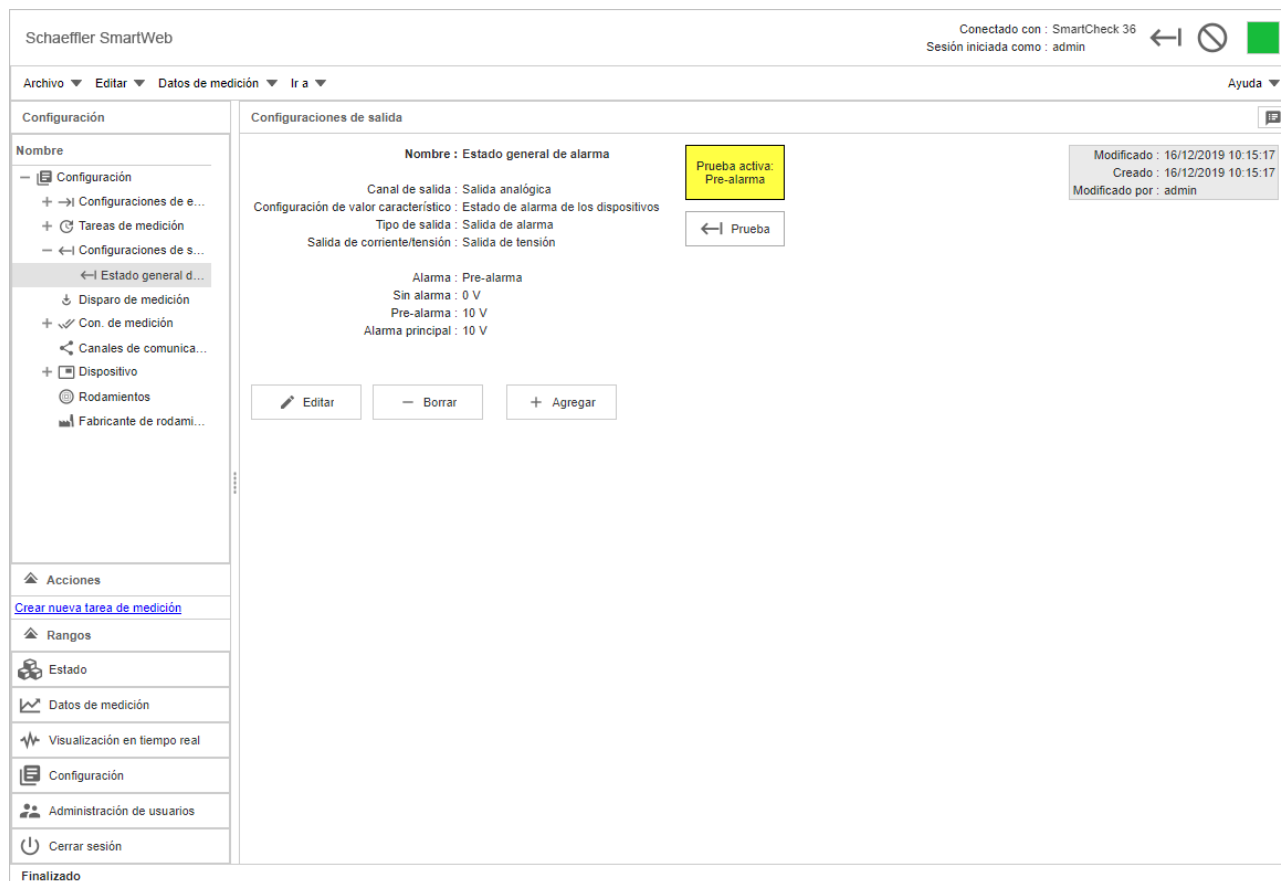 Schaeffler SmartWeb
Conectado con : SmartCheck 36
Sesión iniciada como : admin
Archivo Editar Datos de medición Ir a Ayuda
Configuración
Nombre
Configuración
Configuraciones de e...
Tareas de medición
Configuraciones de s...
Estado general d...
Disparo de medición
Con. de medición
Canales de comunica...
Dispositivo
Rodamientos
Fabricante de rodami...
Acciones
Crear nueva tarea de medición
Rangos
Estado
Datos de medición
Visualización en tiempo real
Configuración
Administración de usuarios
Cerrar sesión
Configuraciones de salida
Nombre : Estado general de alarma
Canal de salida : Salida analógica
Configuración de valor característico : Estado de alarma de los dispositivos
Tipo de salida : Salida de alarma
Salida de corriente/tensión : Salida de tensión
Alarma : Pre-alarma
Sin alarma : 0 V
Pre-alarma : 10 V
Alarma principal : 10 V
Prueba activa:
Pre-alarma
Prueba
Modificado : 16/12/2019 10:15:17
Creado : 16/12/2019 10:15:17
Modificado por : admin
Editar Borrar Agregar
Finalizado